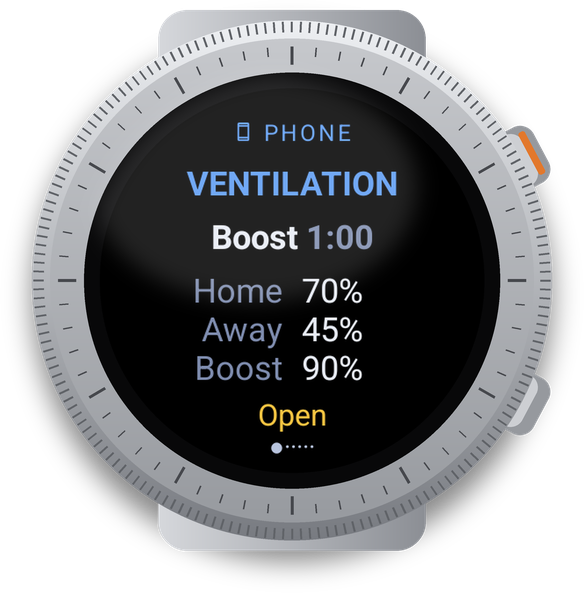 PHONE
VENTILATION
Boost 1:00
Home 70%
Away 45%
Boost 90%
Open